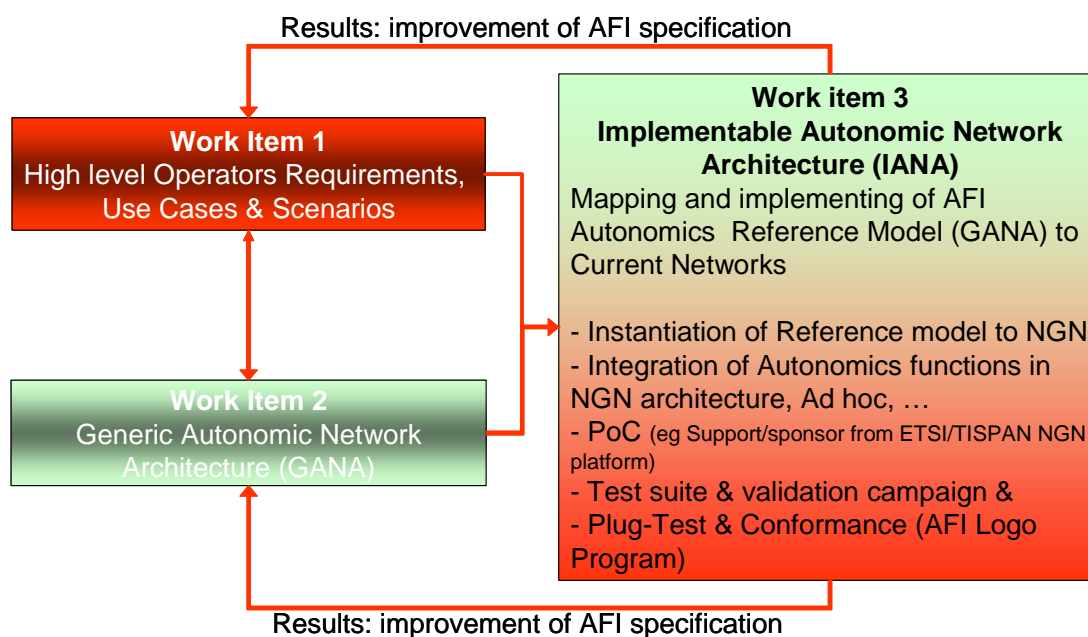 Results: improvement of AFI specification
Work Item 1
High level Operators Requirements,
Use Cases & Scenarios
Work Item 2
Generic Autonomic Network
Architecture (GANA)
Work item 3
Implementable Autonomic Network
Architecture (IANA)
Mapping and implementing of AFI
Autonomics Reference Model (GANA) to
Current Networks
- Instantiation of Reference model to NGN
- Integration of Autonomics functions in
NGN architecture, Ad hoc, …
- PoC (eg Support/sponsor from ETSI/TISPAN NGN
platform)
- Test suite & validation campaign &
- Plug-Test & Conformance (AFI Logo
Program)
Results: improvement of AFI specification